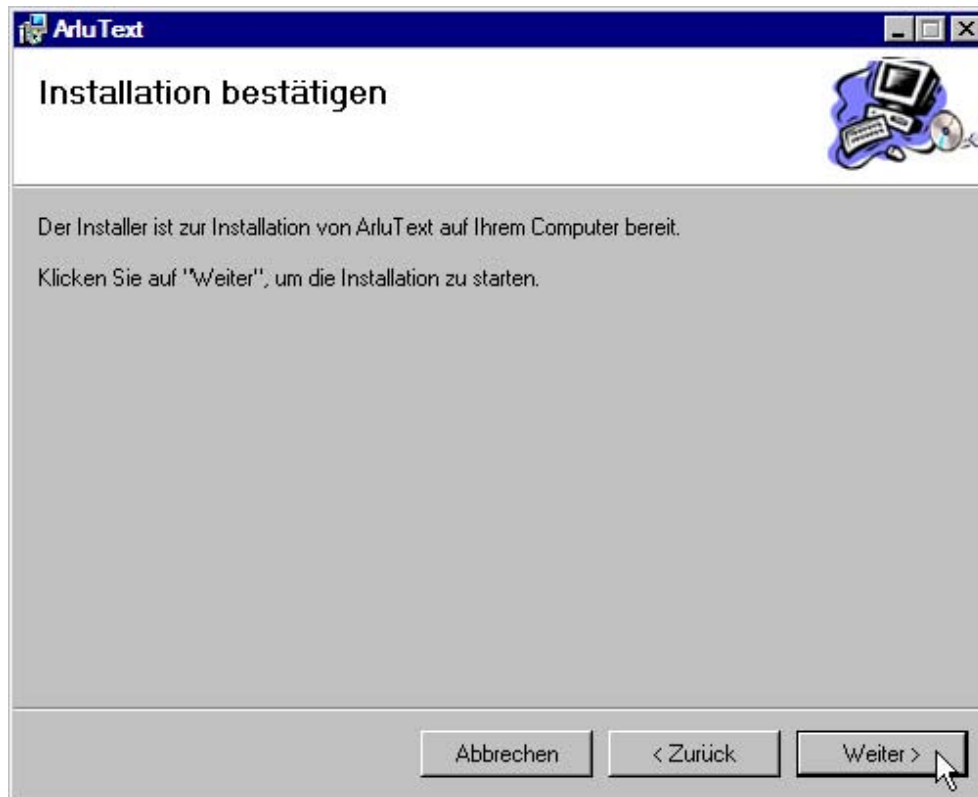 ArluText
Installation bestätigen
Der Installer ist zur Installation von ArluText auf Ihrem Computer bereit.
Klicken Sie auf "Weiter", um die Installation zu starten.
Abbrechen < Zurück Weiter >